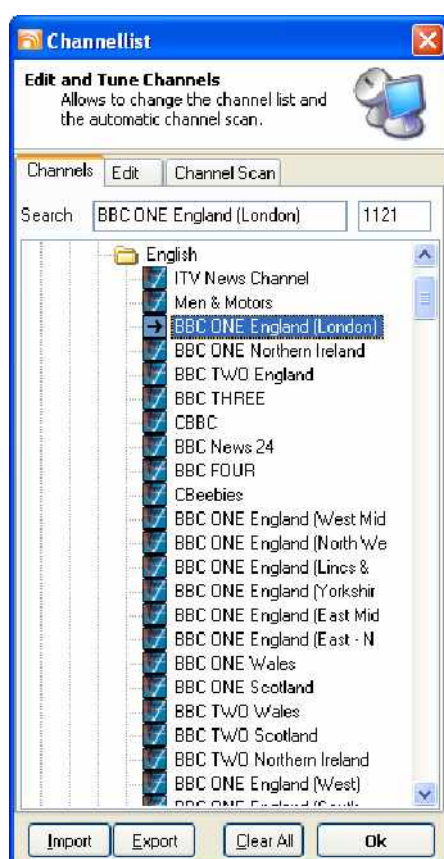 Channellist
Edit and Tune Channels
Allows to change the channel list and
the automatic channel scan.
Channels Edit Channel Scan
Search BBC ONE England (London) 1121
English
ITV News Channel
Men & Motors
BBC ONE England (London)
BBC ONE Northern Ireland
BBC TWO England
BBC THREE
CBBC
BBC News 24
BBC FOUR
CBeebies
BBC ONE England (West Mid
BBC ONE England (North We
BBC ONE England (Lincs &
BBC ONE England (Yorkshir
BBC ONE England (East Mid
BBC ONE England (East - N
BBC ONE Wales
BBC ONE Scotland
BBC TWO Wales
BBC TWO Scotland
BBC TWO Northern Ireland
BBC ONE England (West)
BBC ONE England (South
Import Export Clear All Ok